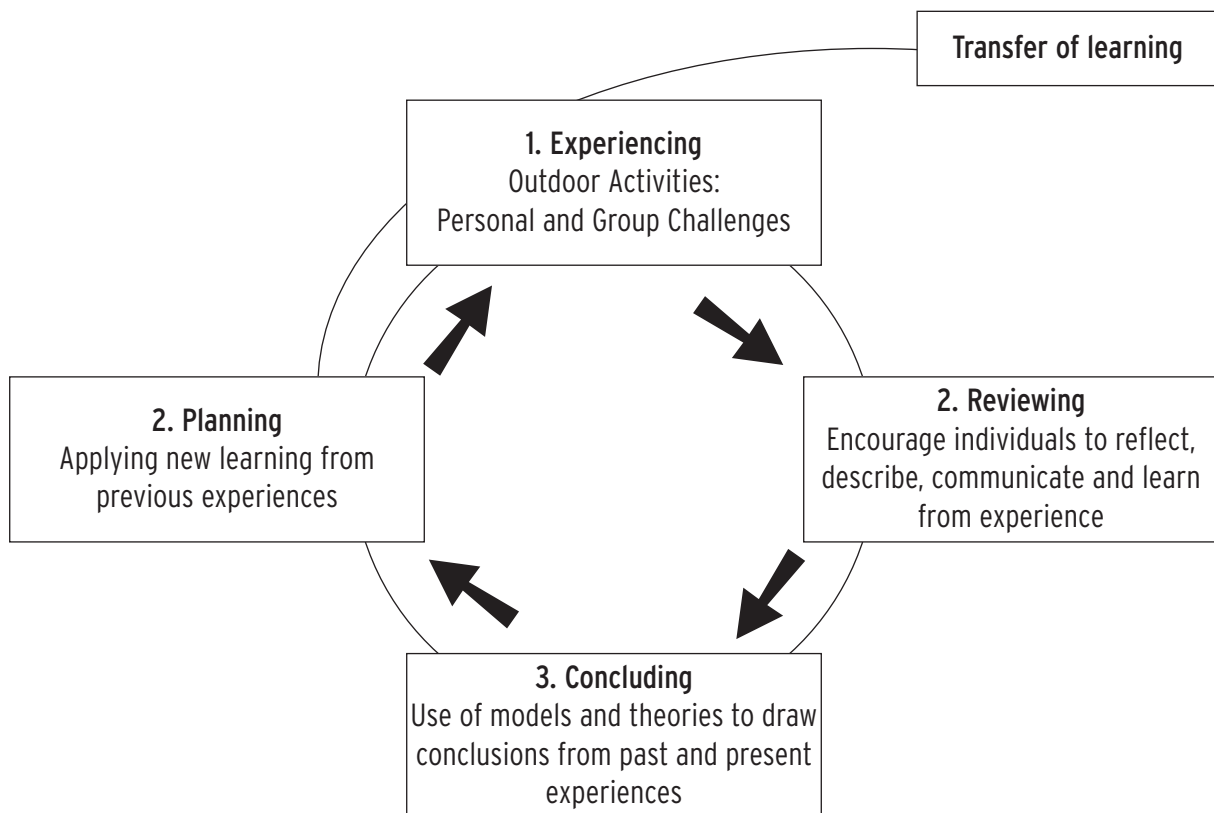 Transfer of learning
1. Experiencing
Outdoor Activities:
Personal and Group Challenges
2. Planning
Applying new learning from
previous experiences
2. Reviewing
Encourage individuals to reflect,
describe, communicate and learn
from experience
3. Concluding
Use of models and theories to draw
conclusions from past and present
experiences